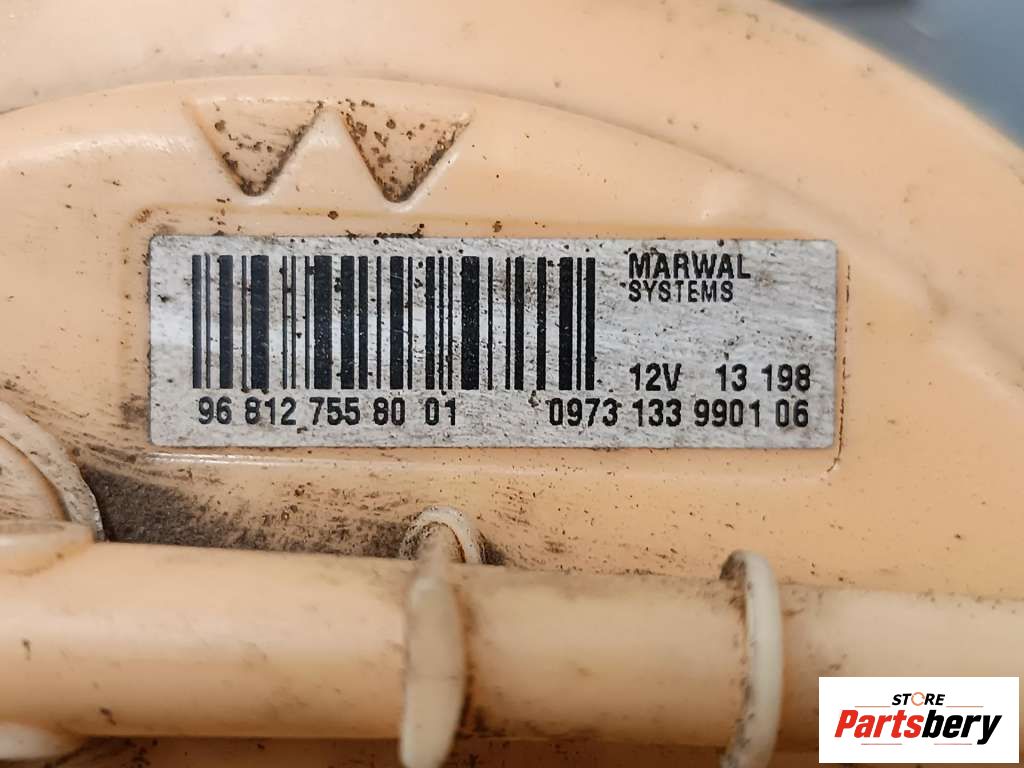 MARWAL
SYSTEMS
12V 13 198
96 812 755 80 01 0973 133 9901 06
STORE
Partsbery